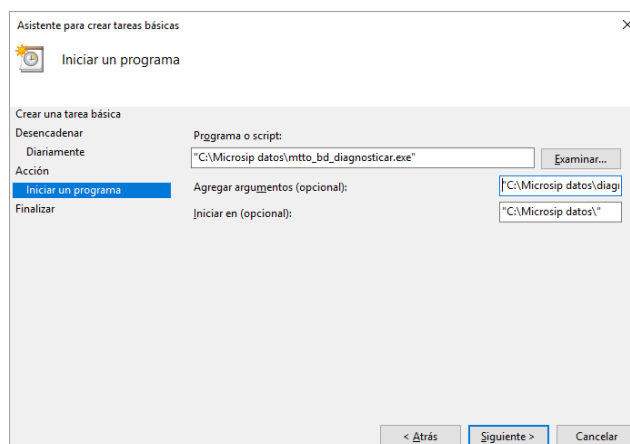 Asistente para crear tareas básicas
Iniciar un programa
Crear una tarea básica
Desencadenar
Diariamente
Acción
Iniciar un programa
Finalizar
Programa o script:
"C:\Microsip datos\mtto_bd_diagnosticar.exe"
Examinar...
Agregar argumentos (opcional):
"C:\Microsip datos\diag
Iniciar en (opcional):
"C:\Microsip datos\"
< Atrás
Siguiente >
Cancelar